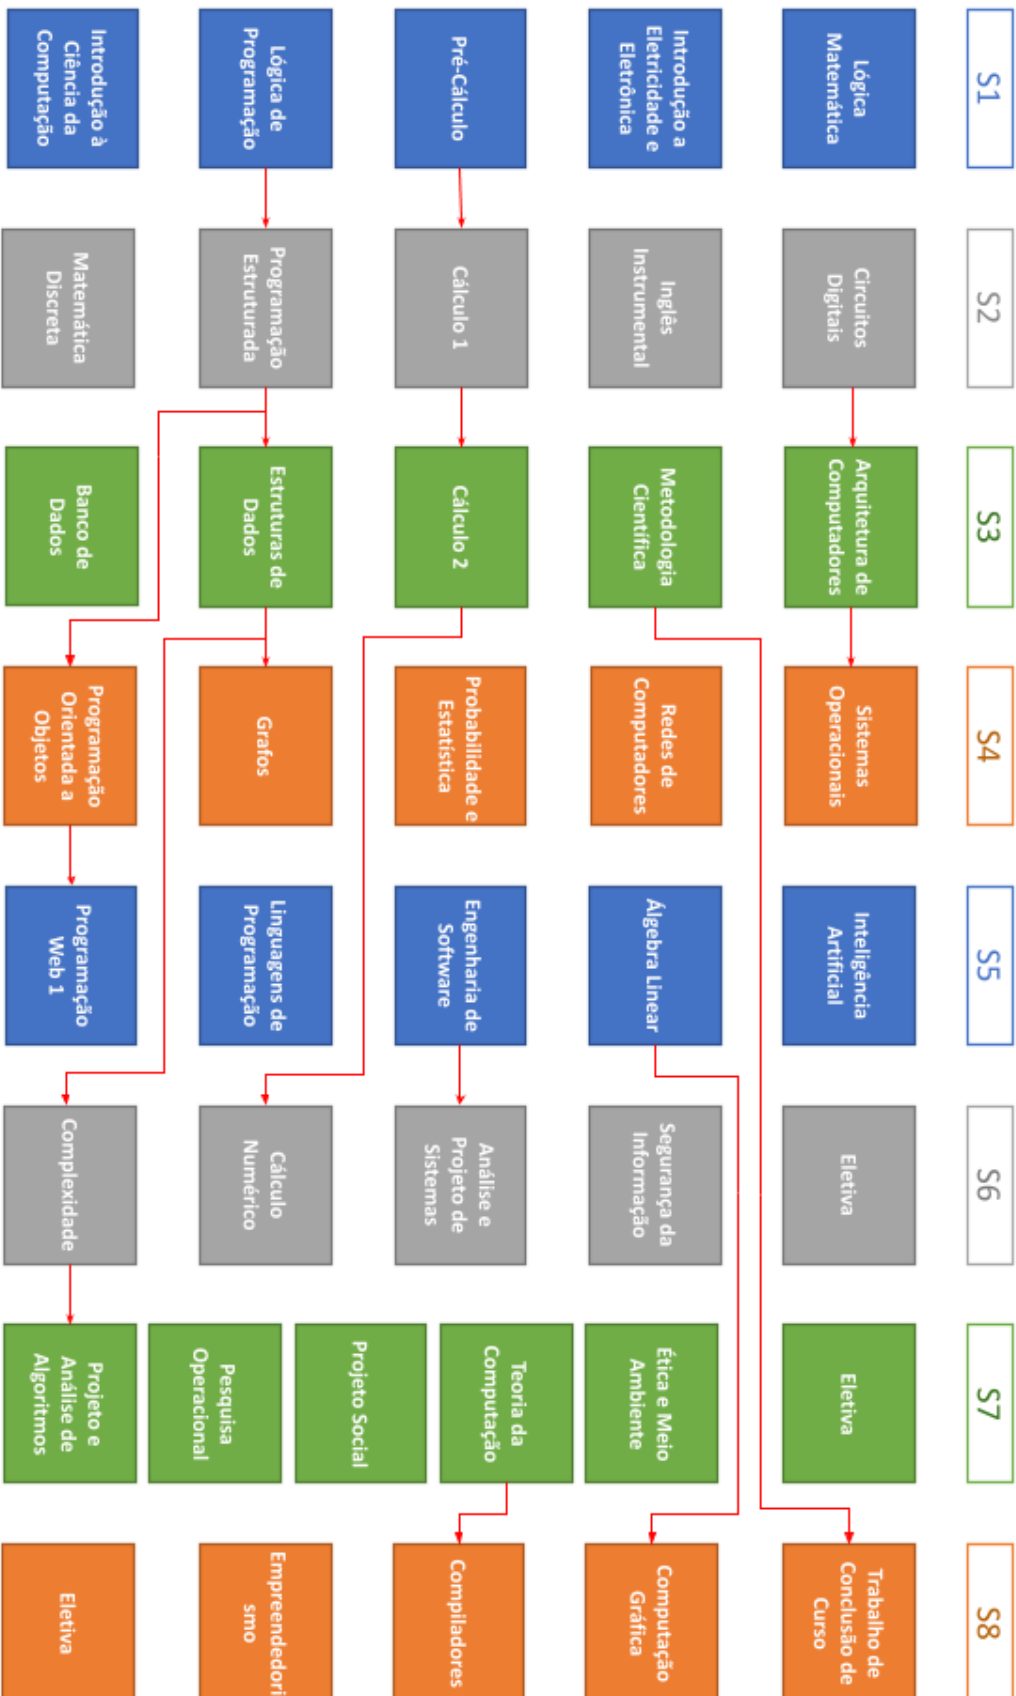 S1
Lógica
Matemática
Introdução a
Eletricidade e
Eletrônica
Pré-Cálculo
Lógica de
Programação
Introdução à
Ciência da
Computação
S2
Circuitos
Digitais
Inglês
Instrumental
Cálculo 1
Programação
Estruturada
Matemática
Discreta
S3
Arquitetura de
Computadores
Metodologia
Científica
Cálculo 2
Estruturas de
Dados
Banco de
Dados
S4
Sistemas
Operacionais
Redes de
Computadores
Probabilidade e
Estatística
Grafos
Programação
Orientada a
Objetos
S5
Inteligência
Artificial
Álgebra Linear
Engenharia de
Software
Linguagens de
Programação
Programação
Web 1
S6
Eletiva
Segurança da
Informação
Análise e
Projeto de
Sistemas
Cálculo
Numérico
Complexidade
S7
Eletiva
Ética e Meio
Ambiente
Teoria da
Computação
Projeto Social
Pesquisa
Operacional
Projeto e
Análise de
Algoritmos
S8
Trabalho de
Conclusão de
Curso
Computação
Gráfica
Compiladores
Empreendedori
smo
Eletiva